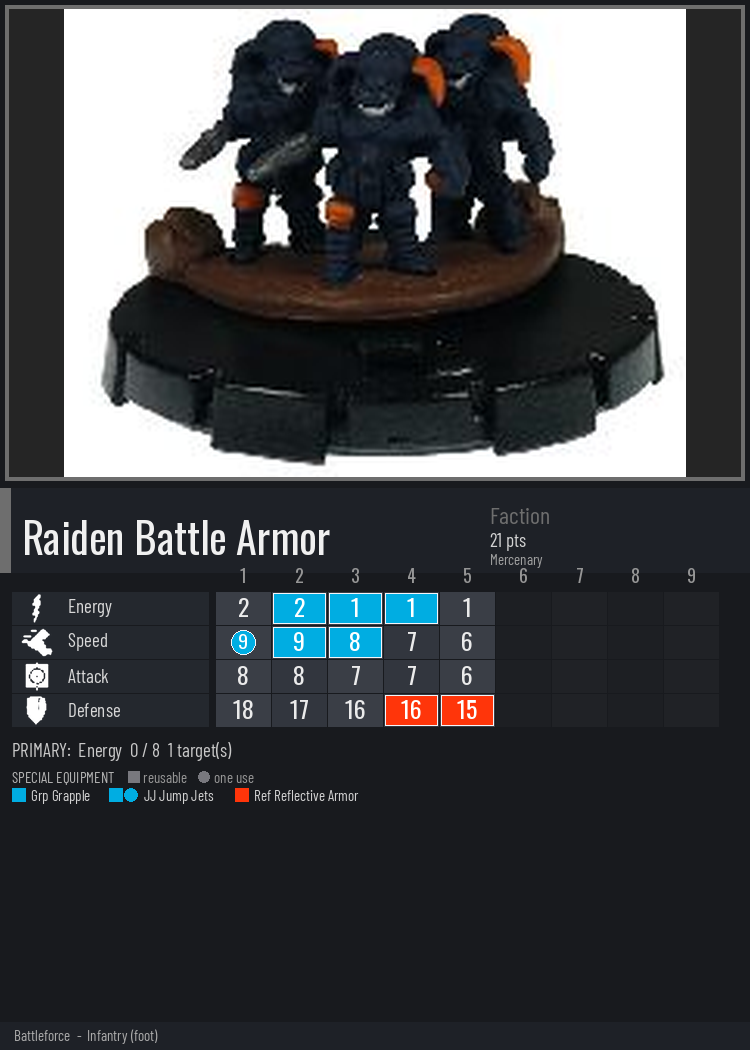 Raiden Battle Armor
Faction
21 pts
Mercenary
1 2 3 4 5 6 7 8 9
Energy 2 2 1 1 1
Speed 9 9 8 7 6
Attack 8 8 7 7 6
Defense 18 17 16 16 15
PRIMARY: Energy 0 / 8 1 target(s)
SPECIAL EQUIPMENT reusable one use
Grp Grapple JJ Jump Jets Ref Reflective Armor
Battleforce - Infantry (foot)